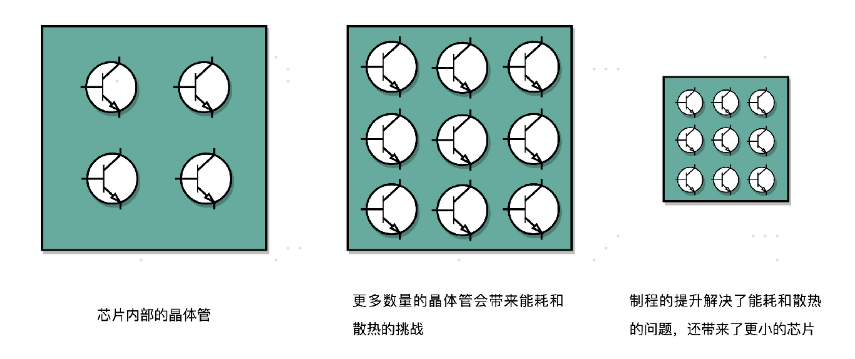 芯片内部的晶体管
更多数量的晶体管会带来能耗和
散热的挑战
制程的提升解决了能耗和散热
的问题，还带来了更小的芯片